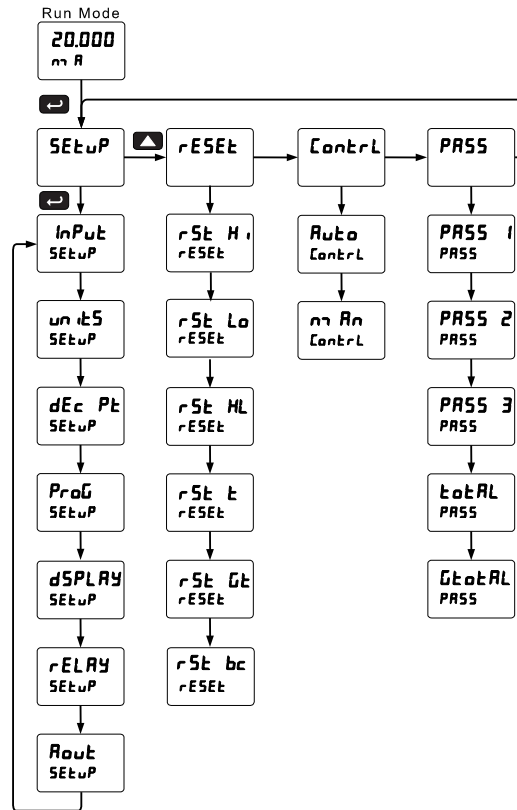 Run Mode
20.000
mA
SEtuP
rESEt
ContrL
PASS
InPut
SEtuP
rSt Hi
rESEt
Auto
ContrL
PASS 1
PASS
unitS
SEtuP
rSt Lo
rESEt
mAn
ContrL
PASS 2
PASS
dEc Pt
SEtuP
rSt HL
rESEt
PASS 3
PASS
ProG
SEtuP
rSt t
rESEt
totAL
PASS
dSPLAY
SEtuP
rSt Gt
rESEt
GtotAL
PASS
rELAY
SEtuP
rSt bc
rESEt
Aout
SEtuP